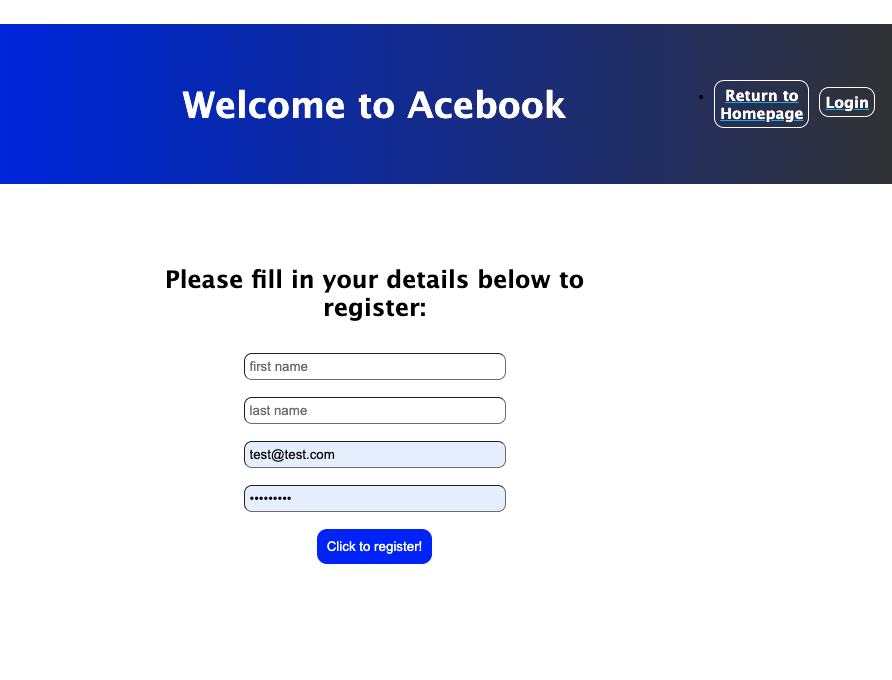 Welcome to Acebook
Return to
Homepage
Login
Please fill in your details below to
register:
first name
last name
test@test.com
•••••••••
Click to register!